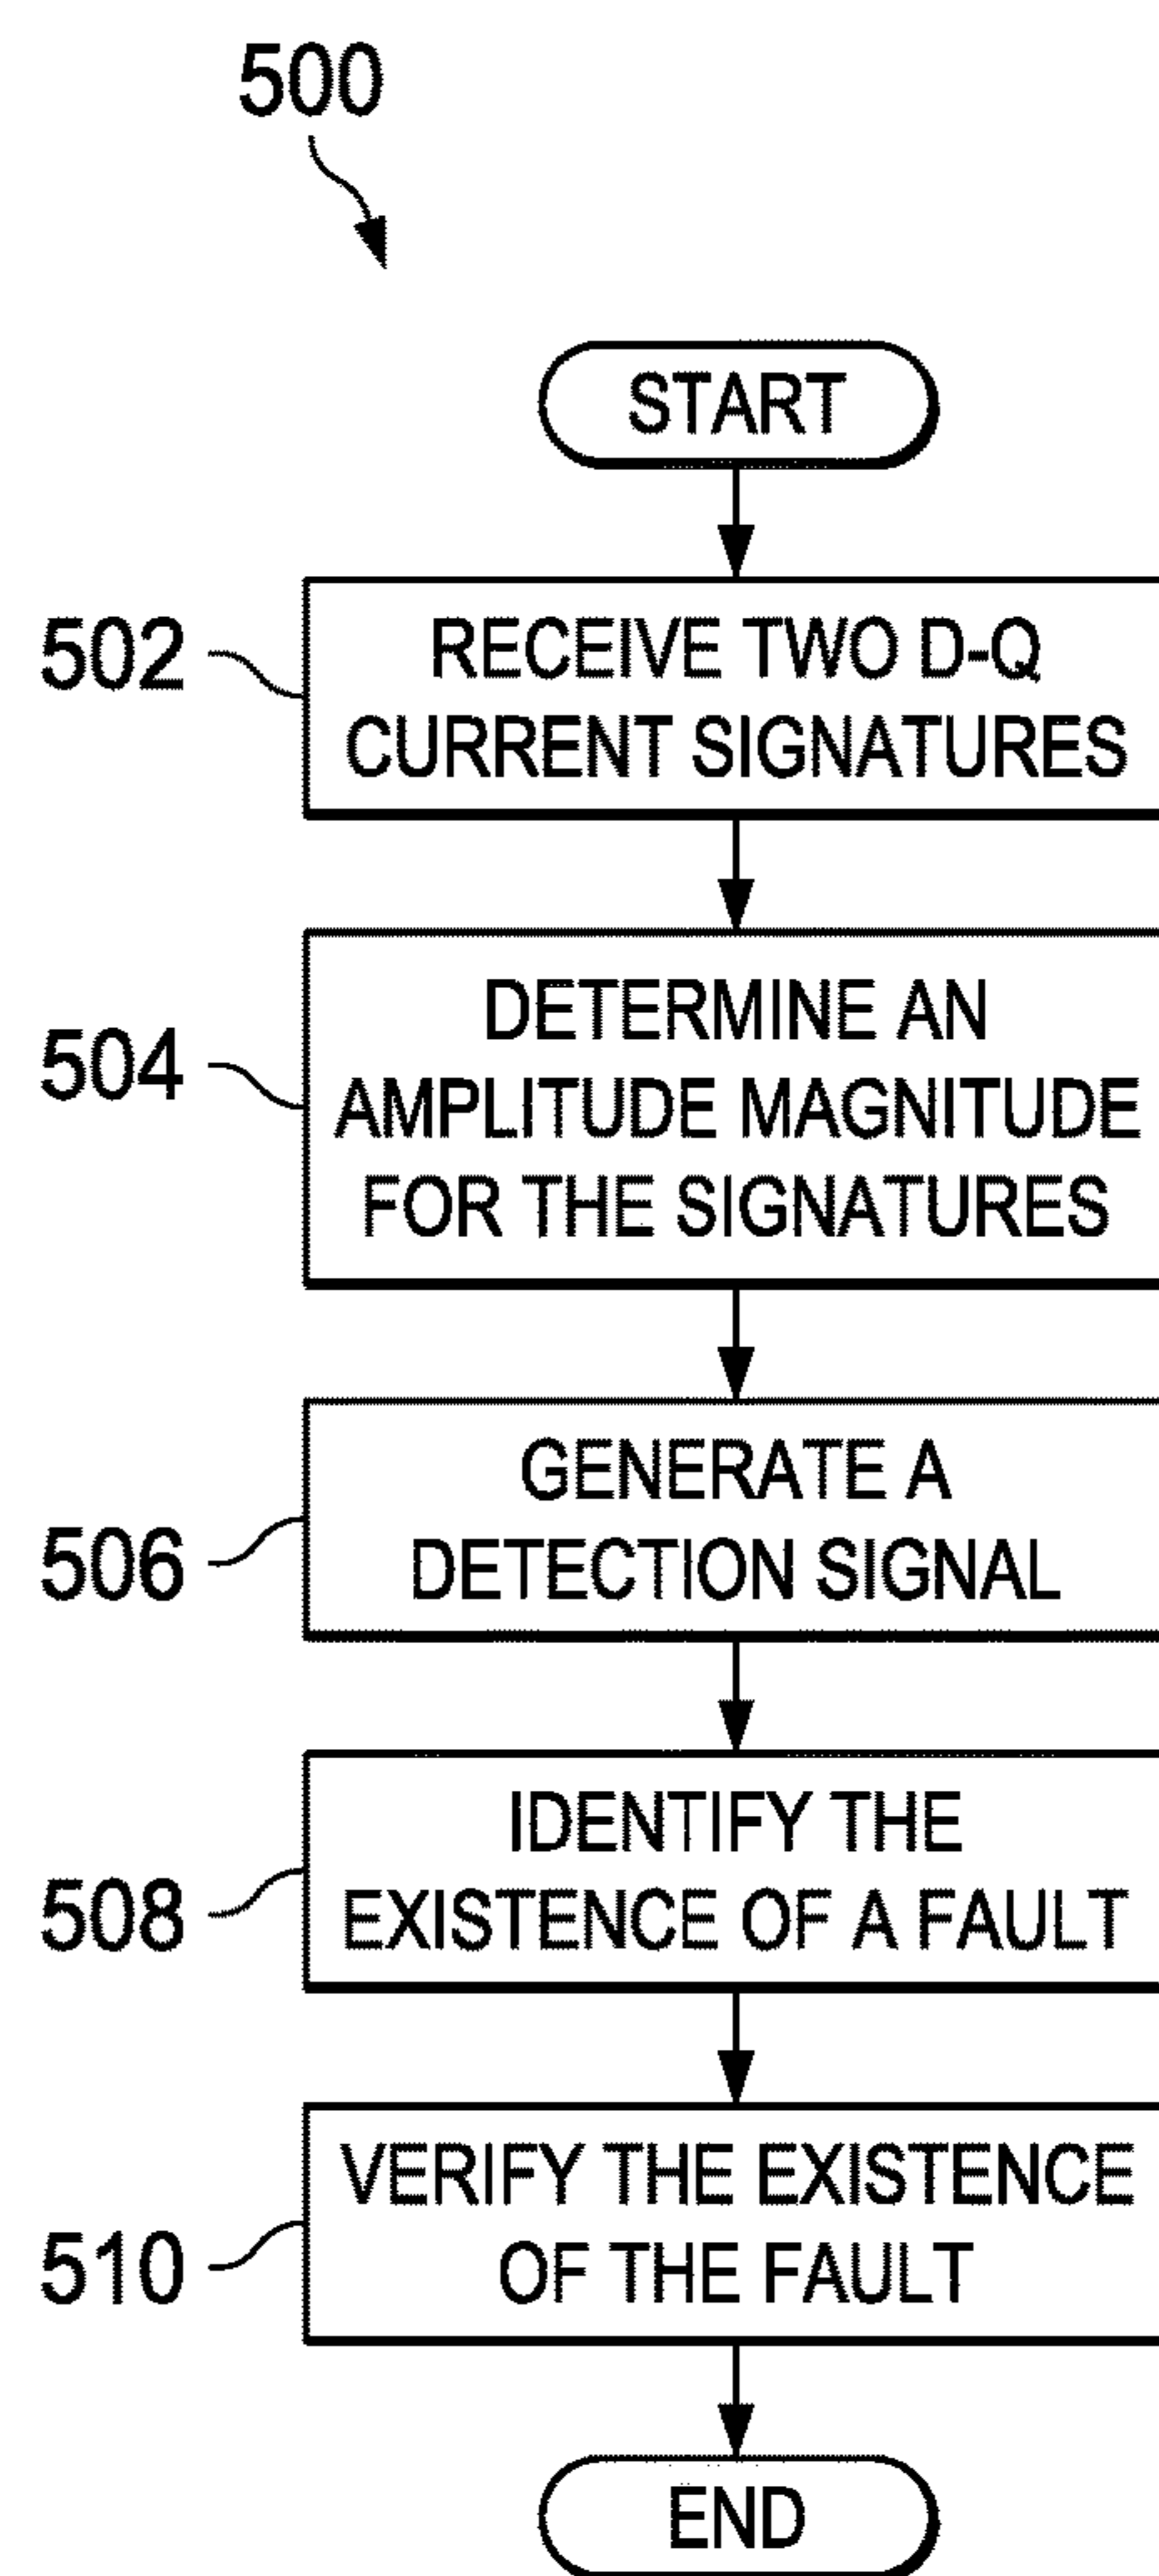 500
START
502
RECEIVE TWO D-Q
CURRENT SIGNATURES
504
DETERMINE AN
AMPLITUDE MAGNITUDE
FOR THE SIGNATURES
506
GENERATE A
DETECTION SIGNAL
508
IDENTIFY THE
EXISTENCE OF A FAULT
510
VERIFY THE EXISTENCE
OF THE FAULT
END